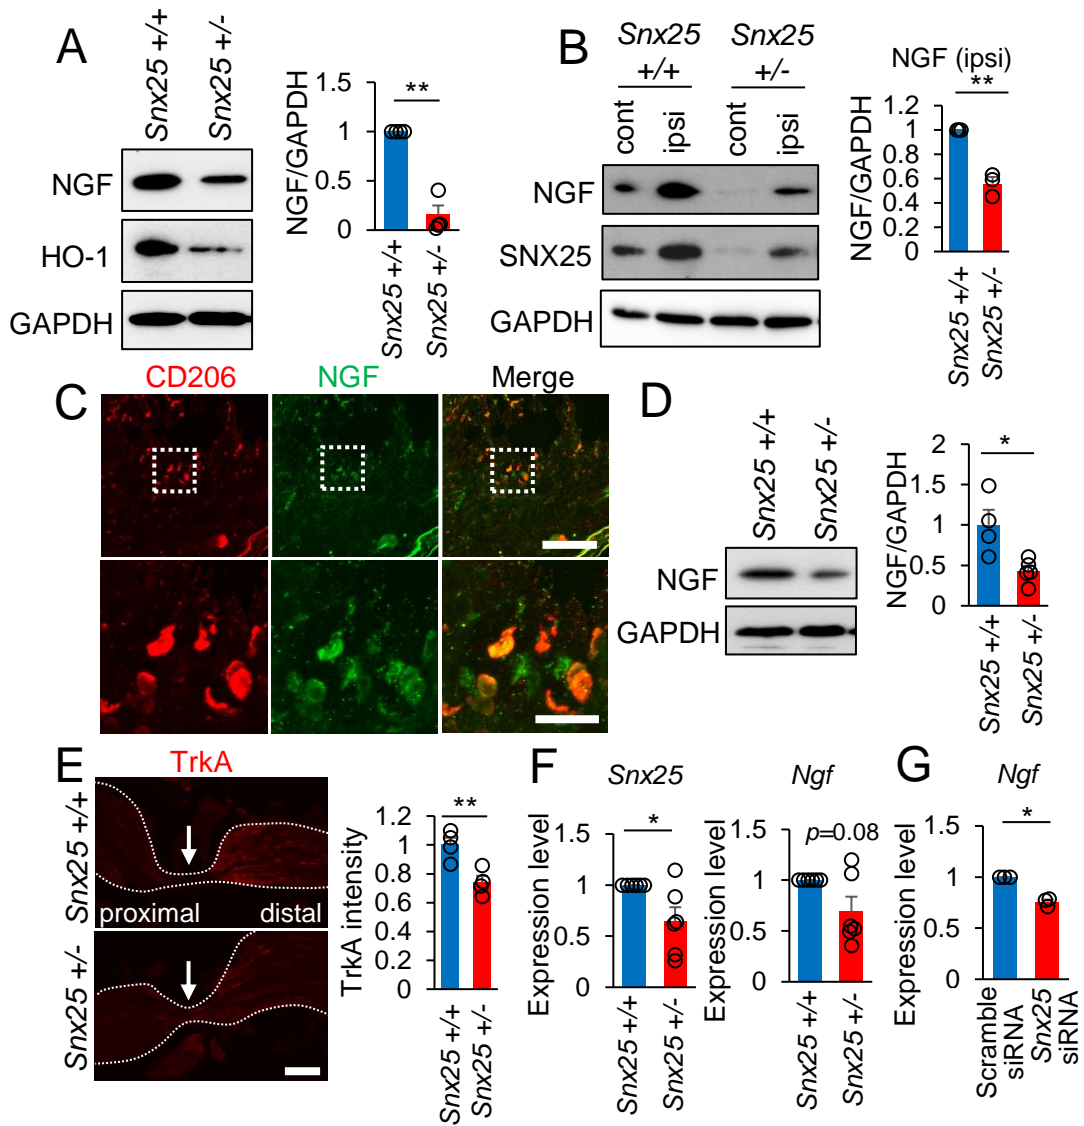 A
Snx25 +/+
Snx25 +/-
NGF
HO-1
GAPDH
NGF/GAPDH
1.5
1
0.5
0
**
Snx25 +/+
Snx25 +/-
B
Snx25 Snx25
+/+ +/-
cont
ipsi
cont
ipsi
NGF
SNX25
GAPDH
NGF (ipsi)
**
NGF/GAPDH
1.2
1
0.8
0.6
0.4
0.2
0
Snx25 +/+
Snx25 +/-
C
CD206 NGF Merge
D
Snx25 +/+
Snx25 +/-
NGF
GAPDH
NGF/GAPDH
2
1.5
1
0.5
0
*
Snx25 +/+
Snx25 +/-
E
TrkA
Snx25 +/+
proximal distal
Snx25 +/-
TrkA intensity
1.2
1
0.8
0.6
0.4
0.2
0
**
Snx25 +/+
Snx25 +/-
F
Snx25
Expression level
1.5
1
0.5
0
*
Snx25 +/+
Snx25 +/-
Ngf
Expression level
1.5
1
0.5
0
p=0.08
Snx25 +/+
Snx25 +/-
G
Ngf
Expression level
1.5
1
0.5
0
*
Scramble
siRNA
Snx25
siRNA